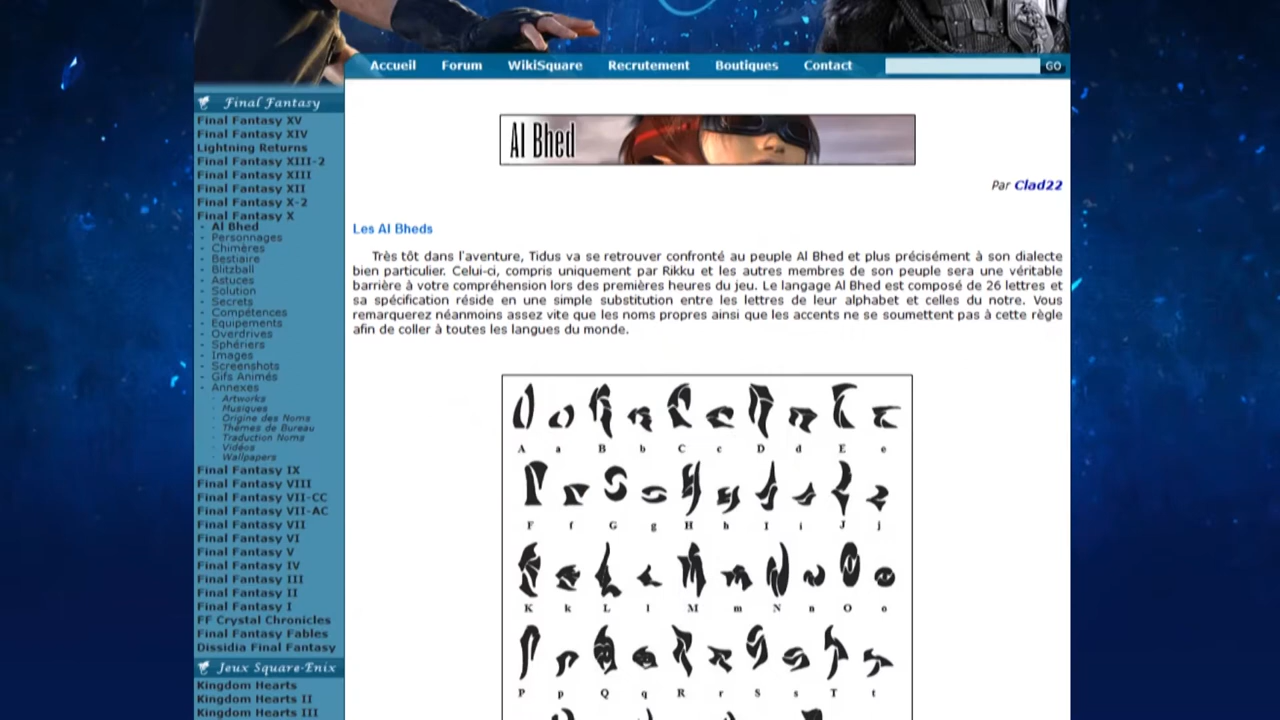 Accueil Forum WikiSquare Recrutement Boutiques Contact GO
Final Fantasy
Final Fantasy XV
Final Fantasy XIV
Lightning Returns
Final Fantasy XIII-2
Final Fantasy XIII
Final Fantasy XII
Final Fantasy X-2
Final Fantasy X
- Al Bhed
- Personnages
- Chimères
- Bestiaire
- Blitzball
- Astuces
- Solution
- Secrets
- Compétences
- Equipements
- Overdrives
- Sphériers
- Images
- Screenshots
- Gifs Animés
- Annexes
· Artworks
· Musiques
· Origine des Noms
· Thèmes de Bureau
· Traduction Noms
· Vidéos
· Wallpapers
Final Fantasy IX
Final Fantasy VIII
Final Fantasy VII-CC
Final Fantasy VII-AC
Final Fantasy VII
Final Fantasy VI
Final Fantasy V
Final Fantasy IV
Final Fantasy III
Final Fantasy II
Final Fantasy I
FF Crystal Chronicles
Final Fantasy Fables
Dissidia Final Fantasy
Jeux Square-Enix
Kingdom Hearts
Kingdom Hearts II
Kingdom Hearts III
Al Bhed
Par Clad22
Les Al Bheds
Très tôt dans l'aventure, Tidus va se retrouver confronté au peuple Al Bhed et plus précisément à son dialecte
bien particulier. Celui-ci, compris uniquement par Rikku et les autres membres de son peuple sera une véritable
barrière à votre compréhension lors des premières heures du jeu. Le langage Al Bhed est composé de 26 lettres et
sa spécification réside en une simple substitution entre les lettres de leur alphabet et celles du notre. Vous
remarquerez néanmoins assez vite que les noms propres ainsi que les accents ne se soumettent pas à cette règle
afin de coller à toutes les langues du monde.
A a B b C c D d E e
F f G g H h I i J j
K k L l M m N n O o
P p Q q R r S s T t